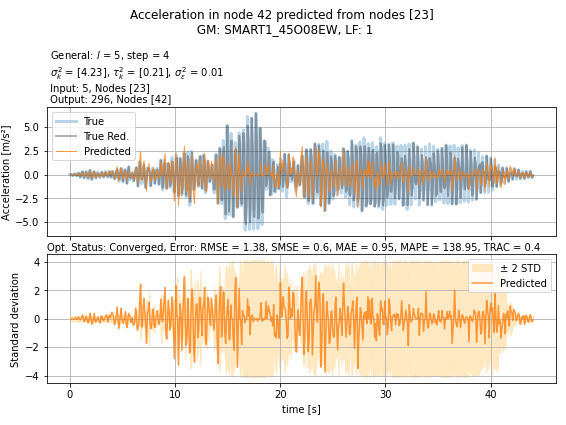 Acceleration in node 42 predicted from nodes [23]
GM: SMART1_45O08EW, LF: 1
General: l = 5, step = 4
σ²ₖ = [4.23], τ²ₖ = [0.21], σ²ε = 0.01
Input: 5, Nodes [23]
Output: 296, Nodes [42]
Acceleration [m/s²]
5.0
2.5
0.0
−2.5
−5.0
True
True Red.
Predicted
Opt. Status: Converged, Error: RMSE = 1.38, SMSE = 0.6, MAE = 0.95, MAPE = 138.95, TRAC = 0.4
Standard deviation
4
2
0
−2
−4
± 2 STD
Predicted
0 10 20 30 40
time [s]